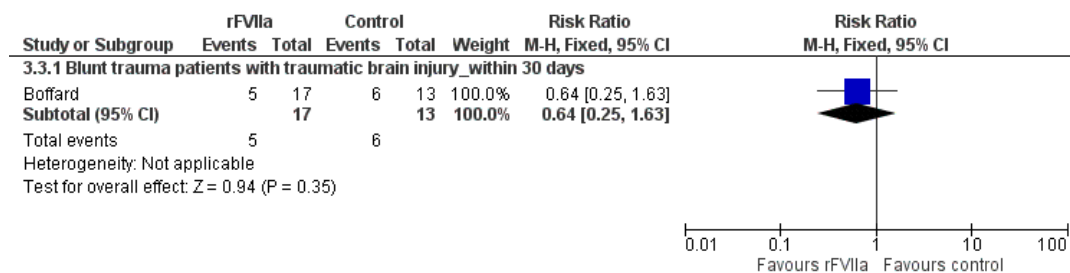 rFVIIa Control Risk Ratio Risk Ratio
Study or Subgroup Events Total Events Total Weight M-H, Fixed, 95% CI M-H, Fixed, 95% CI
3.3.1 Blunt trauma patients with traumatic brain injury_within 30 days
Boffard 5 17 6 13 100.0% 0.64 [0.25, 1.63]
Subtotal (95% CI) 17 13 100.0% 0.64 [0.25, 1.63]
Total events 5 6
Heterogeneity: Not applicable
Test for overall effect: Z = 0.94 (P = 0.35)
0.01 0.1 1 10 100
Favours rFVIIa Favours control